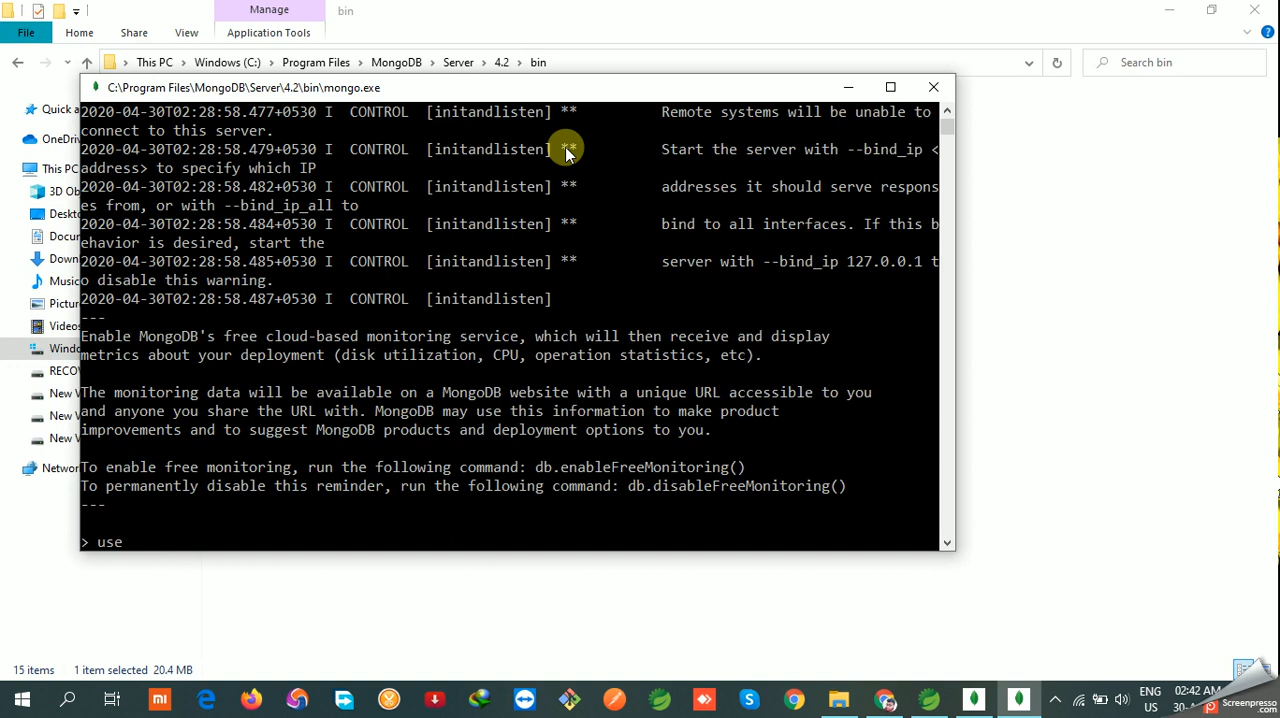 Manage
bin
File
Home
Share
View
Application Tools
This PC
Windows (C:)
Program Files
MongoDB
Server
4.2
bin
Search bin
C:\Program Files\MongoDB\Server\4.2\bin\mongo.exe
Quick a
OneDriv
This PC
3D Ob
Deskto
Docum
Downl
Music
Picture
Videos
Windo
RECOV
New V
New V
New V
Network
2020-04-30T02:28:58.477+0530 I  CONTROL  [initandlisten] **          Remote systems will be unable to
connect to this server.
2020-04-30T02:28:58.479+0530 I  CONTROL  [initandlisten] **          Start the server with --bind_ip <
address> to specify which IP
2020-04-30T02:28:58.482+0530 I  CONTROL  [initandlisten] **          addresses it should serve respons
es from, or with --bind_ip_all to
2020-04-30T02:28:58.484+0530 I  CONTROL  [initandlisten] **          bind to all interfaces. If this b
ehavior is desired, start the
2020-04-30T02:28:58.485+0530 I  CONTROL  [initandlisten] **          server with --bind_ip 127.0.0.1 t
o disable this warning.
2020-04-30T02:28:58.487+0530 I  CONTROL  [initandlisten]
---
Enable MongoDB's free cloud-based monitoring service, which will then receive and display
metrics about your deployment (disk utilization, CPU, operation statistics, etc).
The monitoring data will be available on a MongoDB website with a unique URL accessible to you
and anyone you share the URL with. MongoDB may use this information to make product
improvements and to suggest MongoDB products and deployment options to you.
To enable free monitoring, run the following command: db.enableFreeMonitoring()
To permanently disable this reminder, run the following command: db.disableFreeMonitoring()
---
> use
15 items
1 item selected 20.4 MB
ENG
US
02:42 AM
Screenpresso
.com